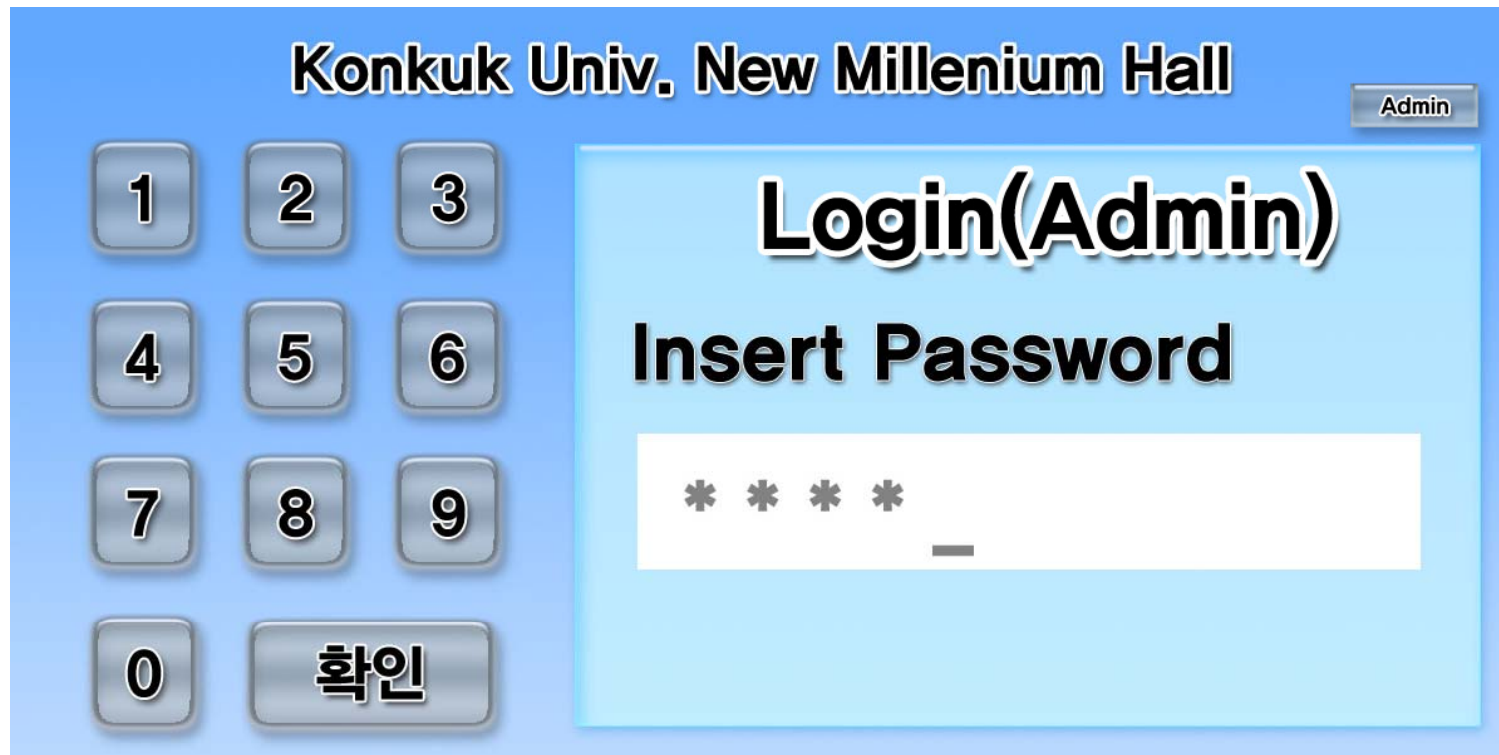 Konkuk Univ. New Millenium Hall
Admin
1 2 3
4 5 6
7 8 9
0 확인
Login(Admin)
Insert Password
* * * * _